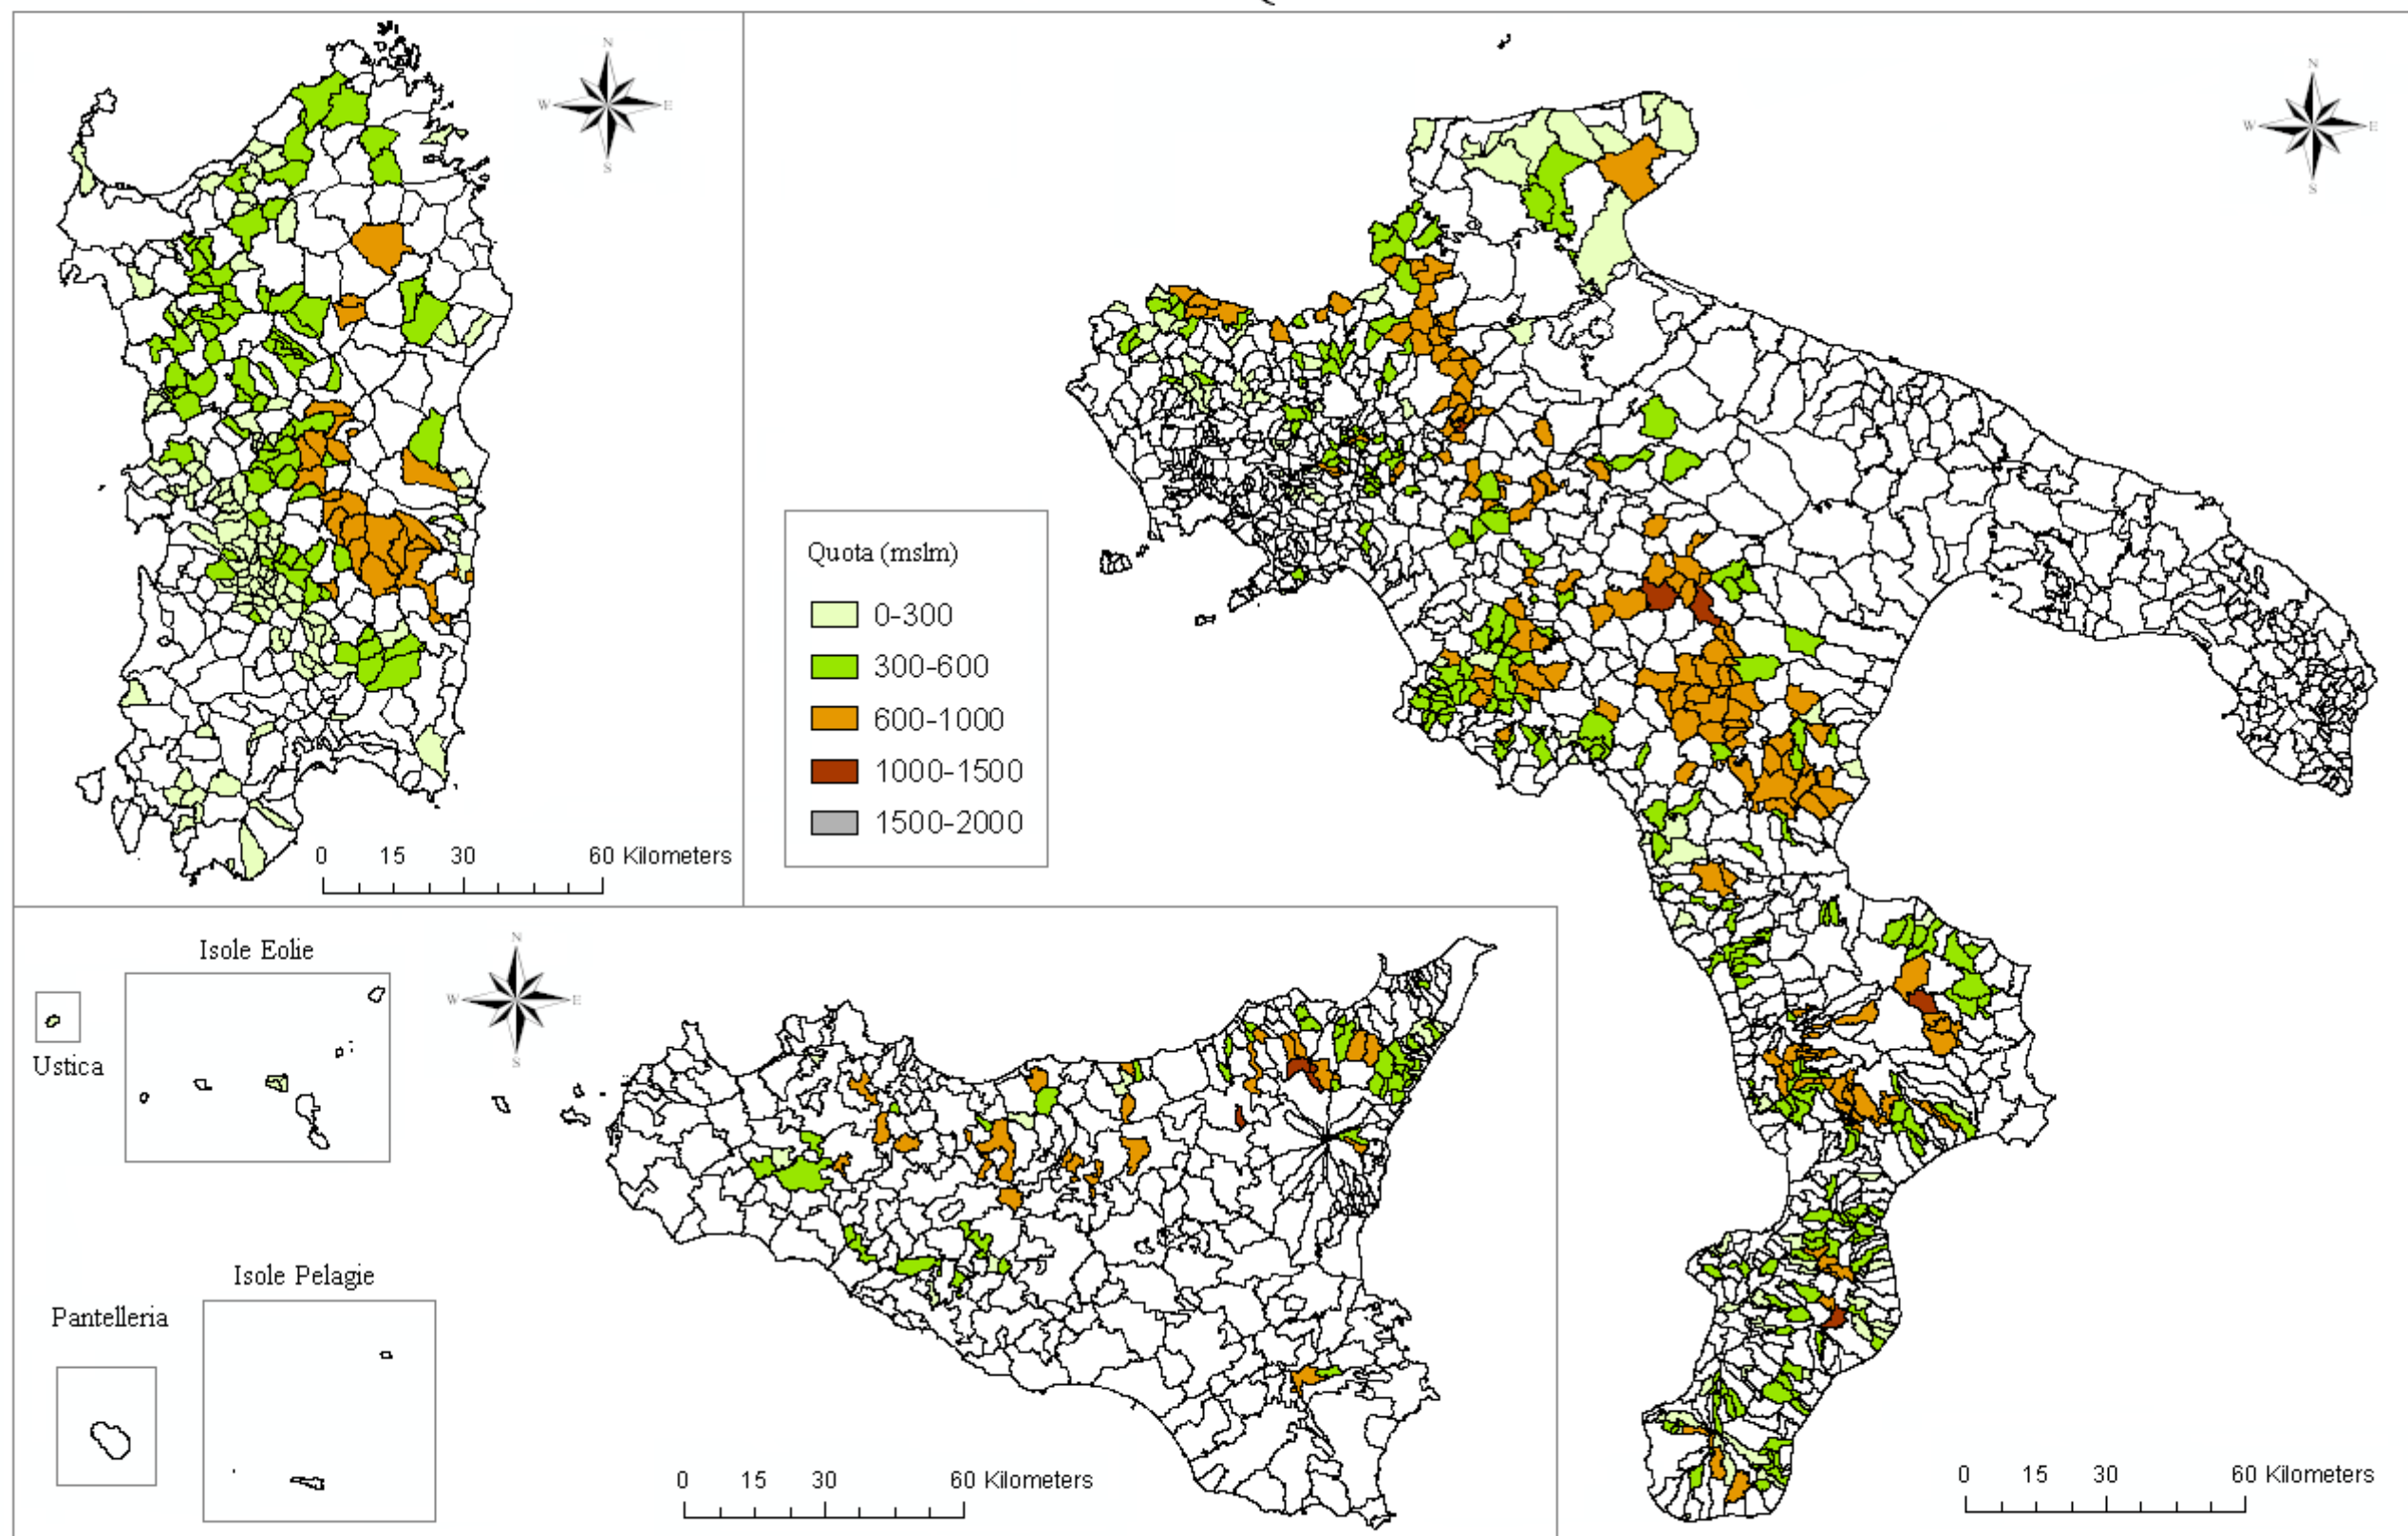 N
W E
S
N
W E
S
Quota (mslm)
0-300
300-600
600-1000
1000-1500
1500-2000
0 15 30 60 Kilometers
Isole Eolie
Ustica
N
W E
S
Isole Pelagie
Pantelleria
0 15 30 60 Kilometers
0 15 30 60 Kilometers